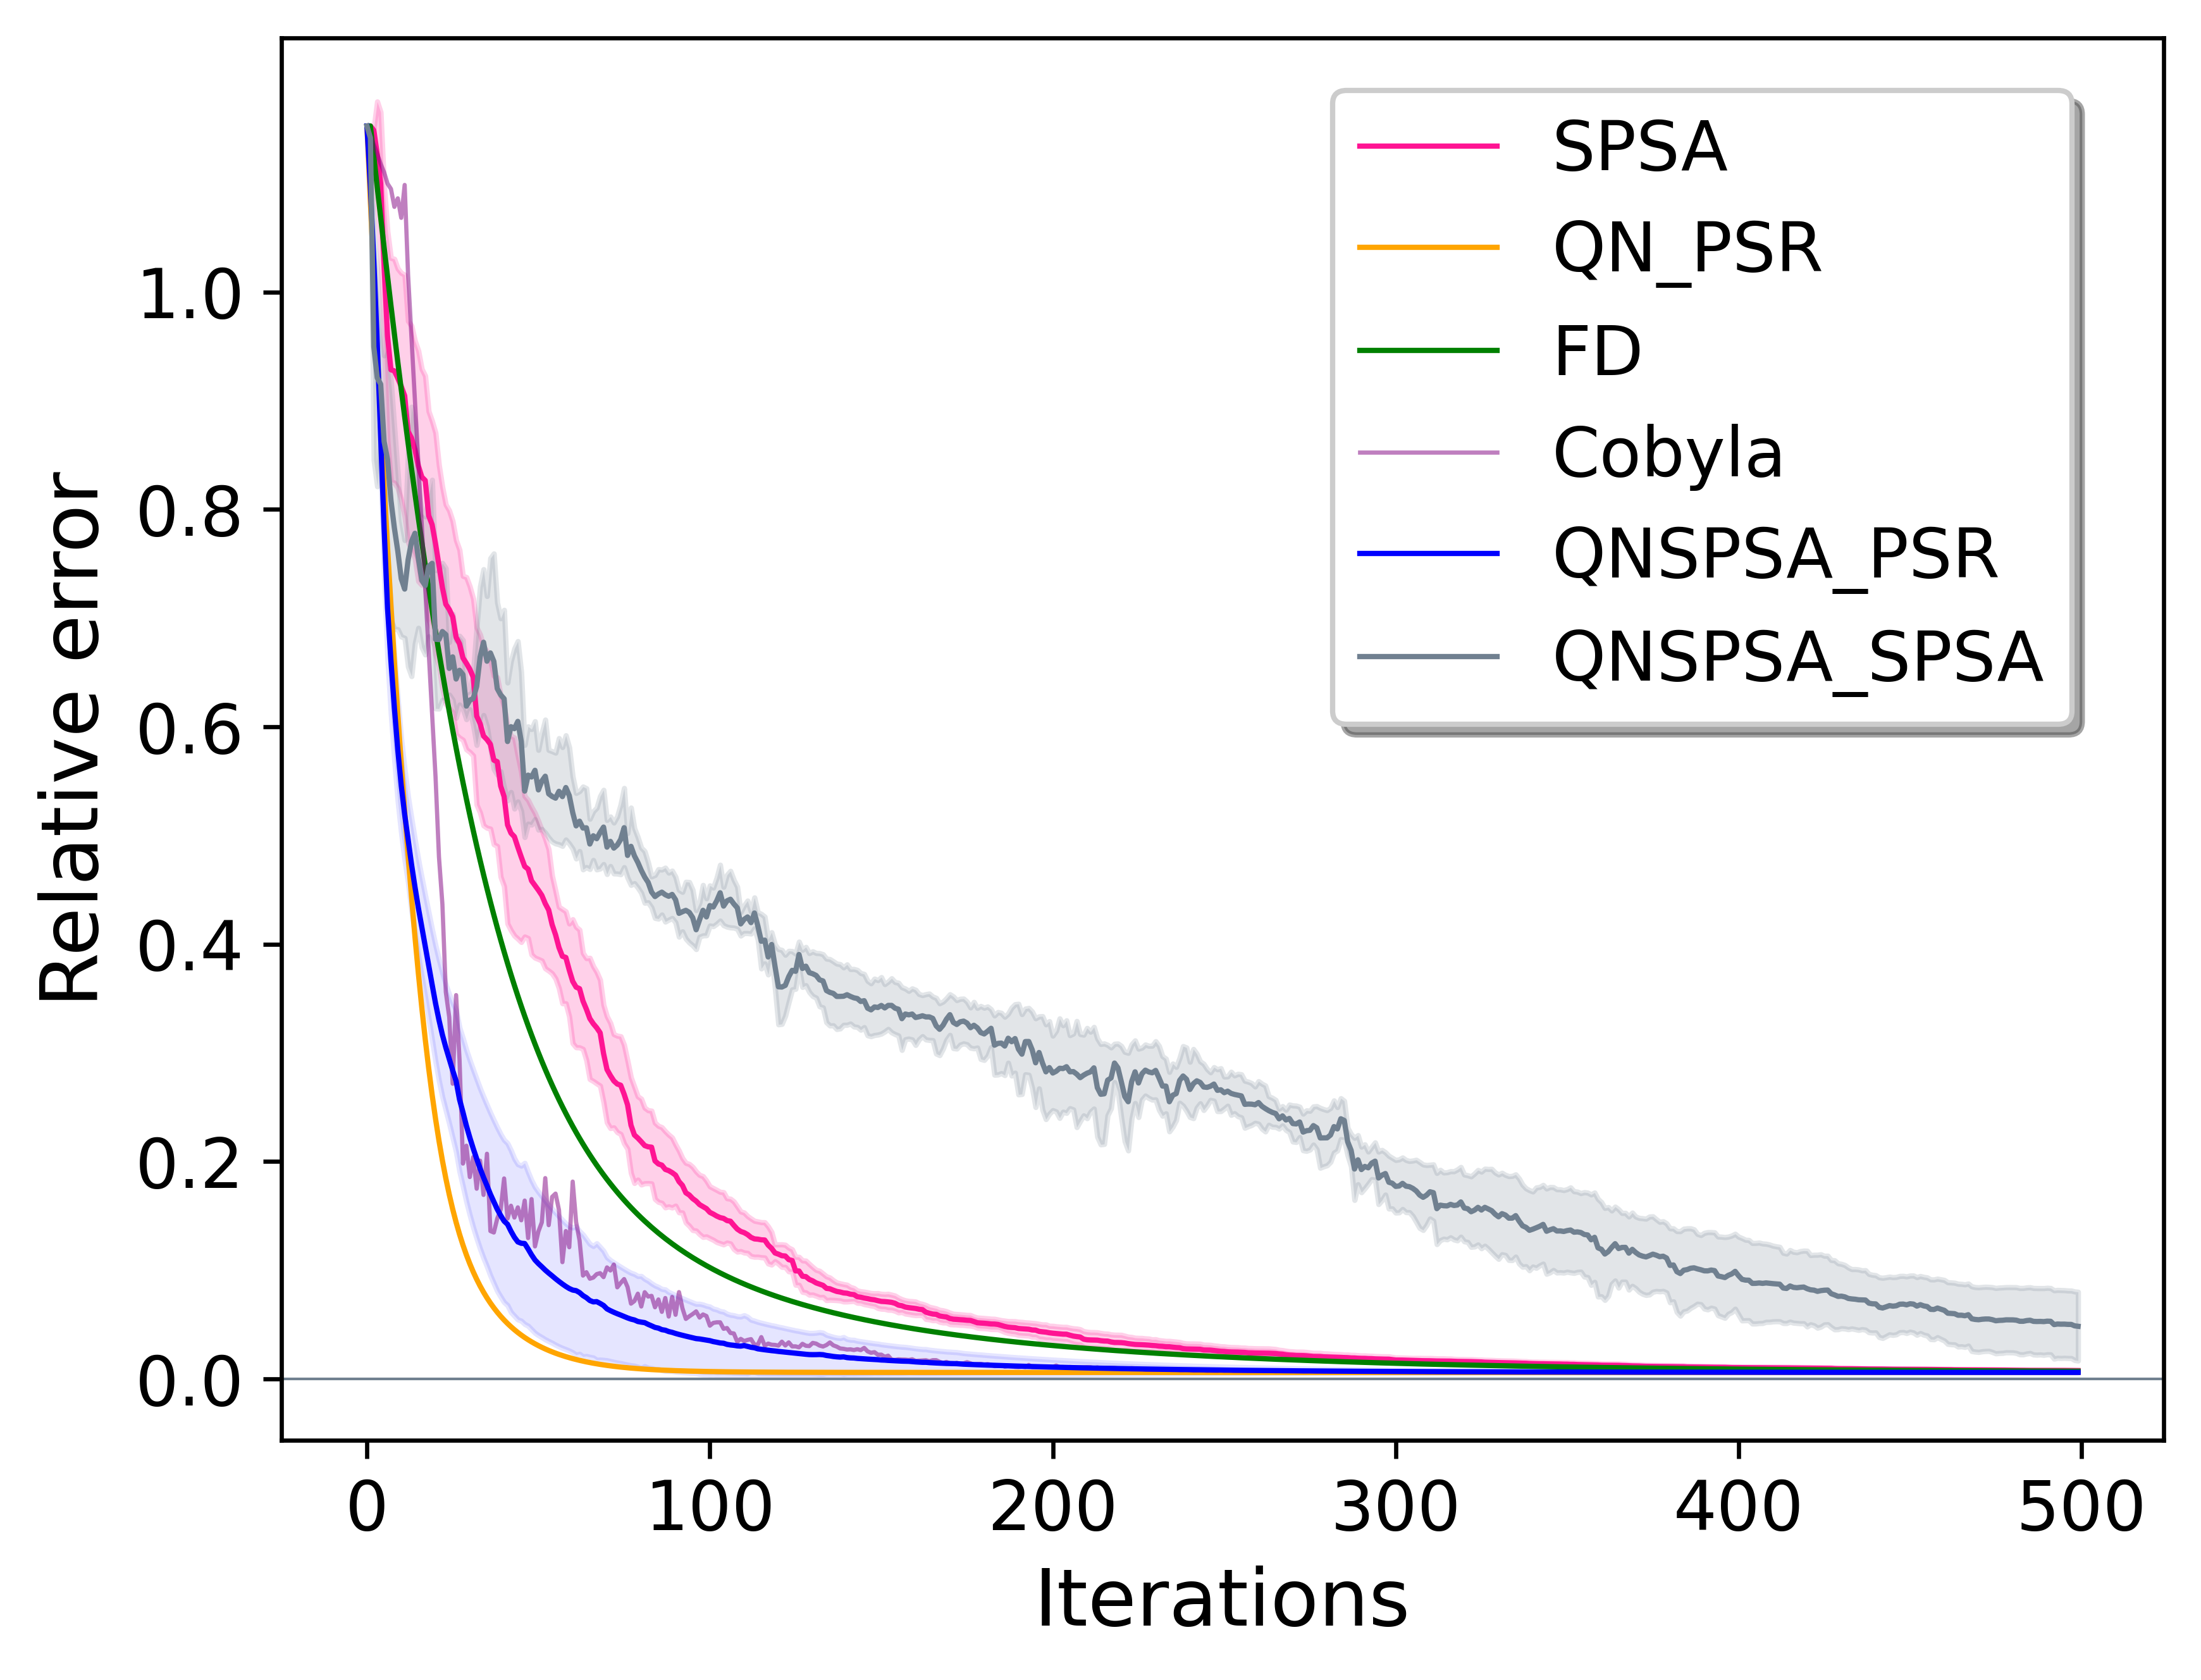 SPSA
QN_PSR
FD
Cobyla
QNSPSA_PSR
QNSPSA_SPSA
Relative error
1.0
0.8
0.6
0.4
0.2
0.0
0 100 200 300 400 500
Iterations